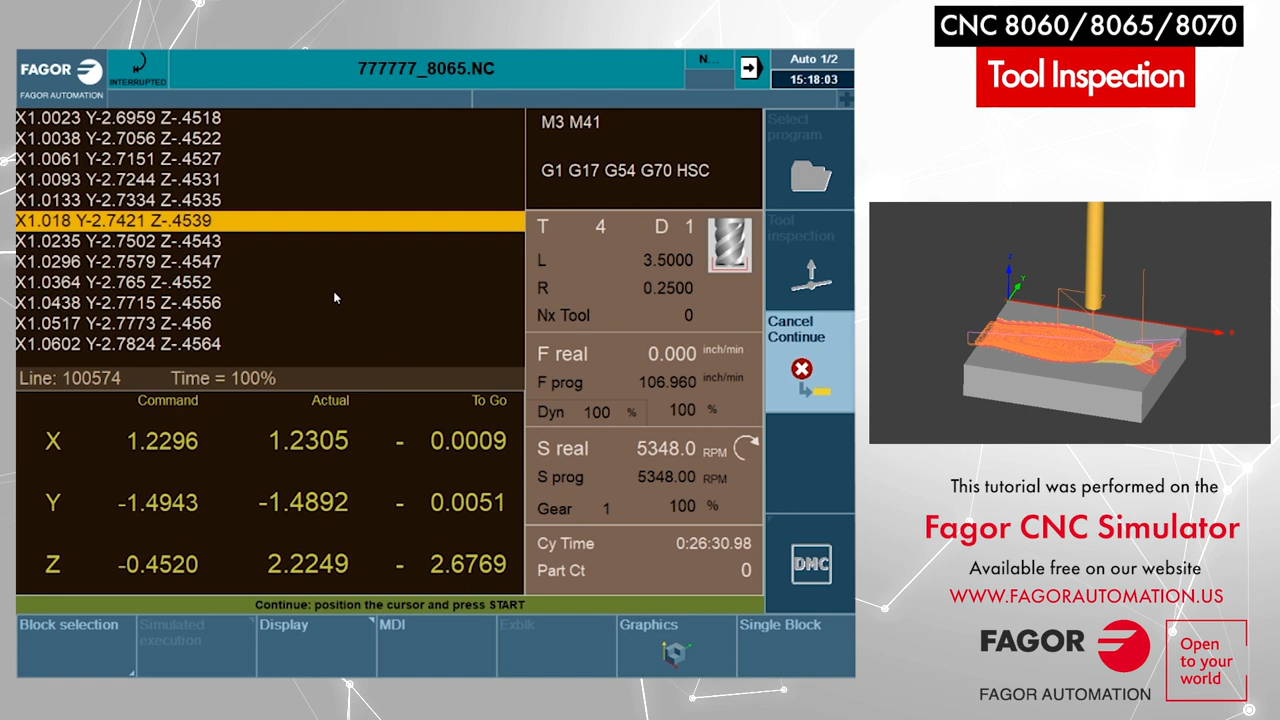 CNC 8060/8065/8070
Tool Inspection
FAGOR
FAGOR AUTOMATION
INTERRUPTED
777777_8065.NC
N...
Auto 1/2
15:18:03
X1.0023 Y-2.6959 Z-.4518
X1.0038 Y-2.7056 Z-.4522
X1.0061 Y-2.7151 Z-.4527
X1.0093 Y-2.7244 Z-.4531
X1.0133 Y-2.7334 Z-.4535
X1.018 Y-2.7421 Z-.4539
X1.0235 Y-2.7502 Z-.4543
X1.0296 Y-2.7579 Z-.4547
X1.0364 Y-2.765 Z-.4552
X1.0438 Y-2.7715 Z-.4556
X1.0517 Y-2.7773 Z-.456
X1.0602 Y-2.7824 Z-.4564
Line: 100574 Time = 100%
Command Actual To Go
X 1.2296 1.2305 - 0.0009
Y -1.4943 -1.4892 - 0.0051
Z -0.4520 2.2249 - 2.6769
M3 M41
G1 G17 G54 G70 HSC
T 4 D 1
L 3.5000
R 0.2500
Nx Tool 0
F real 0.000 inch/min
F prog 106.960 inch/min
Dyn 100 % 100 %
S real 5348.0 RPM
S prog 5348.00 RPM
Gear 1 100 %
Cy Time 0:26:30.98
Part Ct 0
Select
program
Tool
inspection
Cancel
Continue
DMC
Continue: position the cursor and press START
Block selection
Simulated
execution
Display
MDI
Exblk
Graphics
Single Block
This tutorial was performed on the
Fagor CNC Simulator
Available free on our website
WWW.FAGORAUTOMATION.US
FAGOR
FAGOR AUTOMATION
Open
to your
world